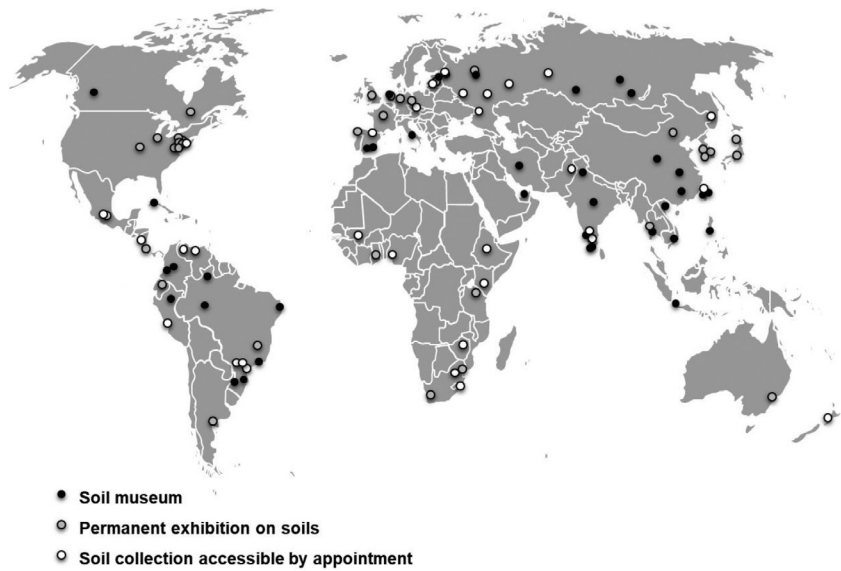 Soil museum
Permanent exhibition on soils
Soil collection accessible by appointment